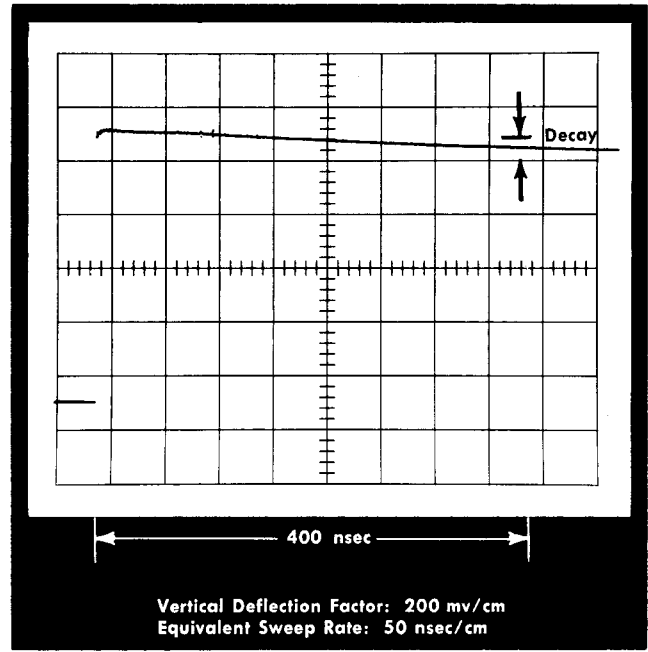 Decay
400 nsec
Vertical Deflection Factor: 200 mv/cm
Equivalent Sweep Rate: 50 nsec/cm